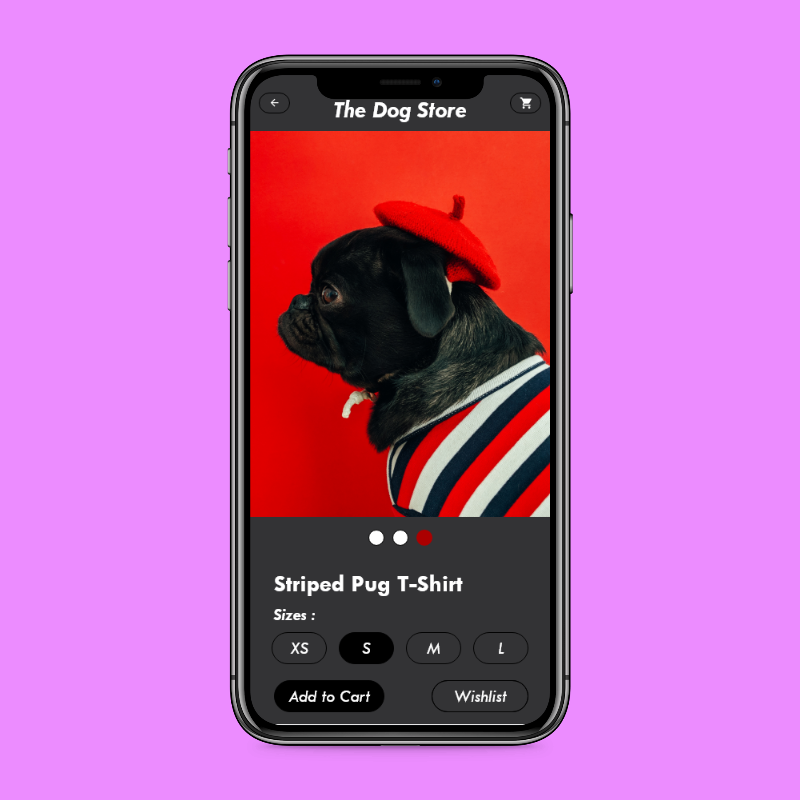 The Dog Store
Striped Pug T-Shirt
Sizes :
XS S M L
Add to Cart Wishlist